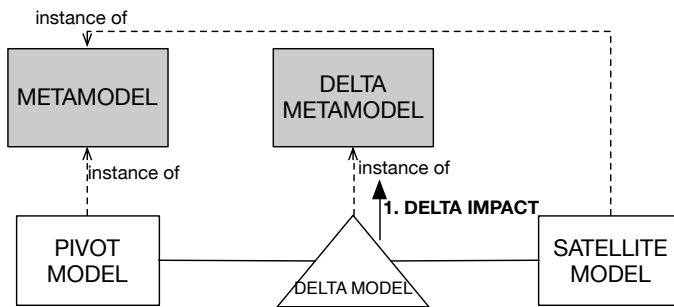 instance of
METAMODEL
DELTA
METAMODEL
instance of
instance of
1. DELTA IMPACT
PIVOT
MODEL
DELTA MODEL
SATELLITE
MODEL